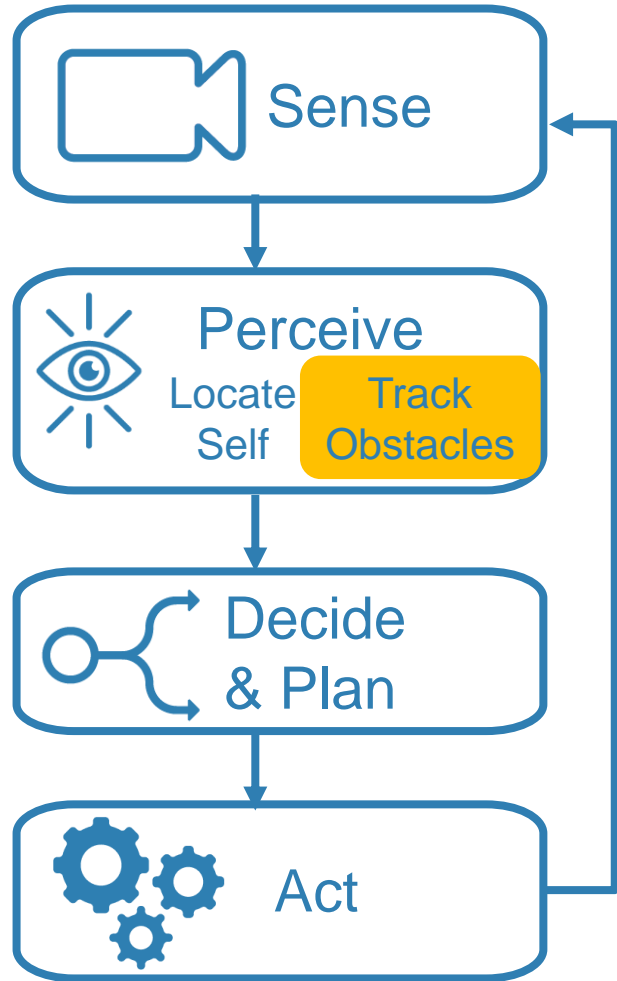 Sense
Perceive
Locate
Self
Track
Obstacles
Decide
& Plan
Act